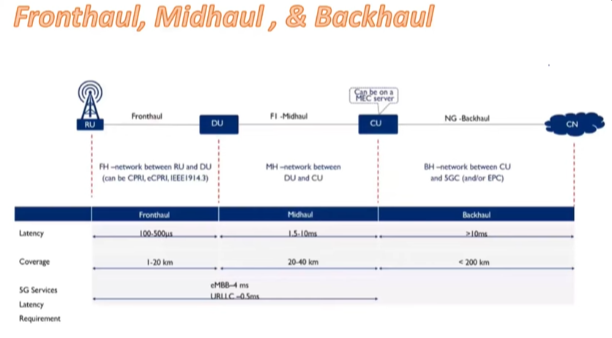 Fronthaul, Midhaul , & Backhaul
Can be on a
MEC server
Fronthaul
F1 -Midhaul
NG -Backhaul
RU
DU
CU
CN
FH –network between RU and DU
(can be CPRI, eCPRI, IEEE1914.3)
MH –network between
DU and CU
BH –network between CU
and 5GC (and/or EPC)
Fronthaul Midhaul Backhaul
Latency 100-500µs 1.5-10ms >10ms
Coverage 1-20 km 20-40 km < 200 km
5G Services
Latency
Requirement
eMBB–4 ms
URLLC –0.5ms